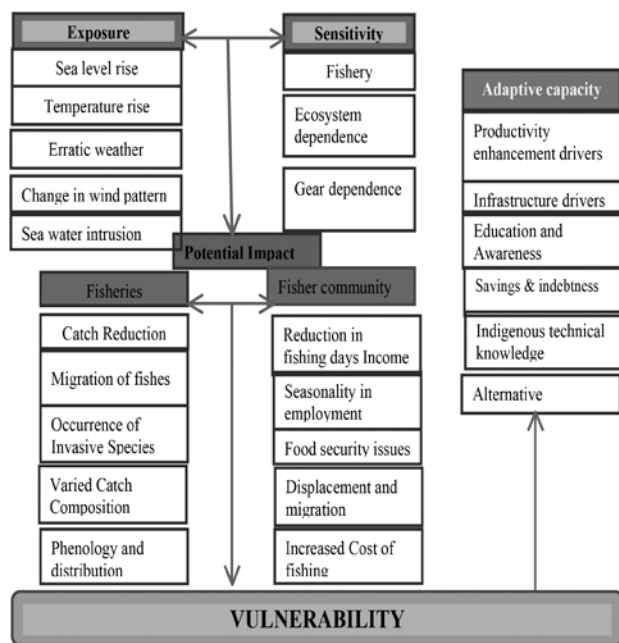 Exposure
Sea level rise
Temperature rise
Erratic weather
Change in wind pattern
Sea water intrusion
Sensitivity
Fishery
Ecosystem
dependence
Gear dependence
Adaptive capacity
Productivity
enhancement drivers
Infrastructure drivers
Education and
Awareness
Savings & indebtness
Indigenous technical
knowledge
Alternative
Potential Impact
Fisheries
Catch Reduction
Migration of fishes
Occurrence of
Invasive Species
Varied Catch
Composition
Phenology and
distribution
Fisher community
Reduction in
fishing days Income
Seasonality in
employment
Food security issues
Displacement and
migration
Increased Cost of
fishing
VULNERABILITY